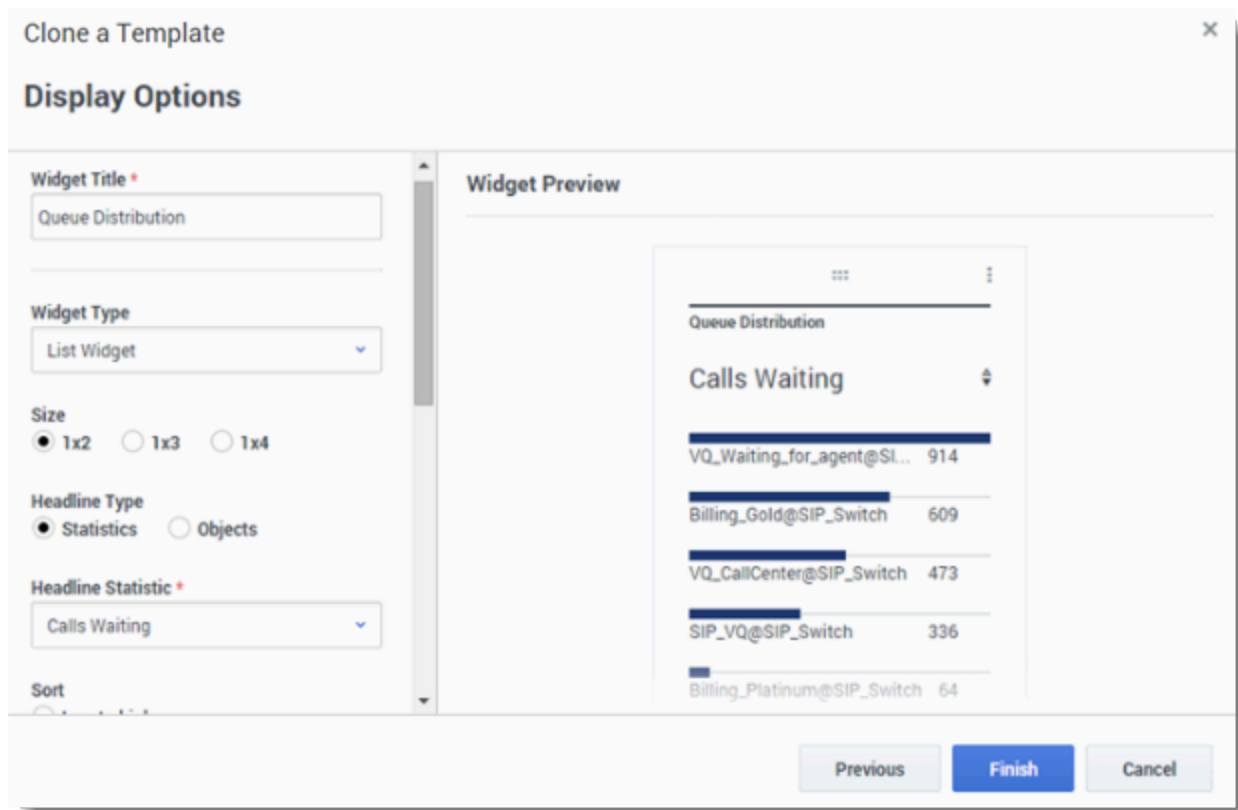 Clone a Template
Display Options
Widget Title *
Queue Distribution
Widget Type
List Widget
Size
1x2 1x3 1x4
Headline Type
Statistics Objects
Headline Statistic *
Calls Waiting
Sort
Widget Preview
Queue Distribution
Calls Waiting
VQ_Waiting_for_agent@SI... 914
Billing_Gold@SIP_Switch 609
VQ_CallCenter@SIP_Switch 473
SIP_VQ@SIP_Switch 336
Billing_Platinum@SIP_Switch 64
Previous Finish Cancel